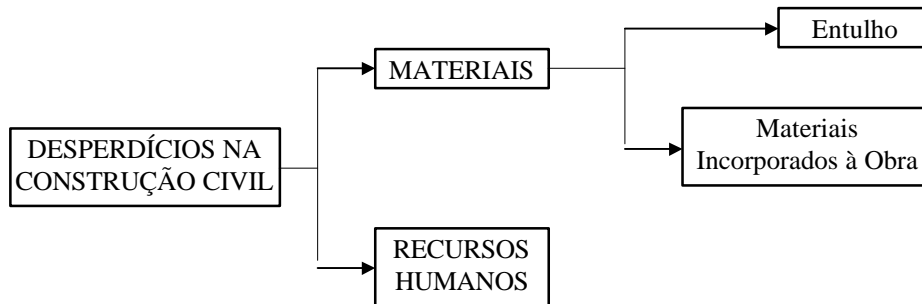 DESPERDÍCIOS NA
CONSTRUÇÃO CIVIL
MATERIAIS
Entulho
Materiais
Incorporados à Obra
RECURSOS
HUMANOS